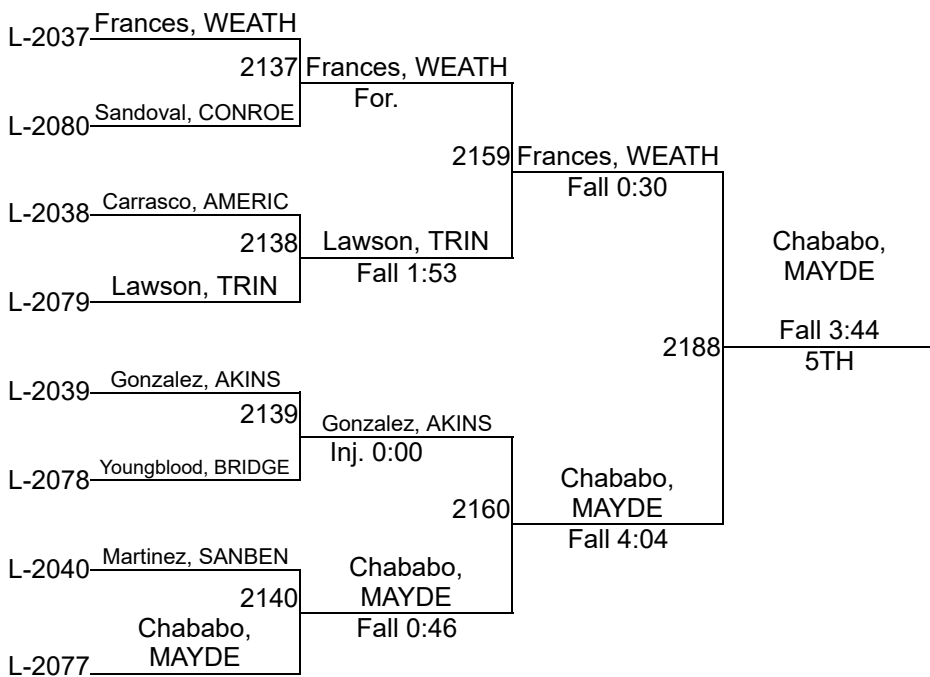 L-2037
Frances, WEATH
2137
Frances, WEATH
For.
L-2080
Sandoval, CONROE
2159
Frances, WEATH
Fall 0:30
L-2038
Carrasco, AMERIC
2138
Lawson, TRIN
Fall 1:53
L-2079
Lawson, TRIN
2188
Chababo,
MAYDE
Fall 3:44
5TH
L-2039
Gonzalez, AKINS
2139
Gonzalez, AKINS
Inj. 0:00
L-2078
Youngblood, BRIDGE
2160
Chababo,
MAYDE
Fall 4:04
L-2040
Martinez, SANBEN
2140
Chababo,
MAYDE
Fall 0:46
L-2077
Chababo,
MAYDE